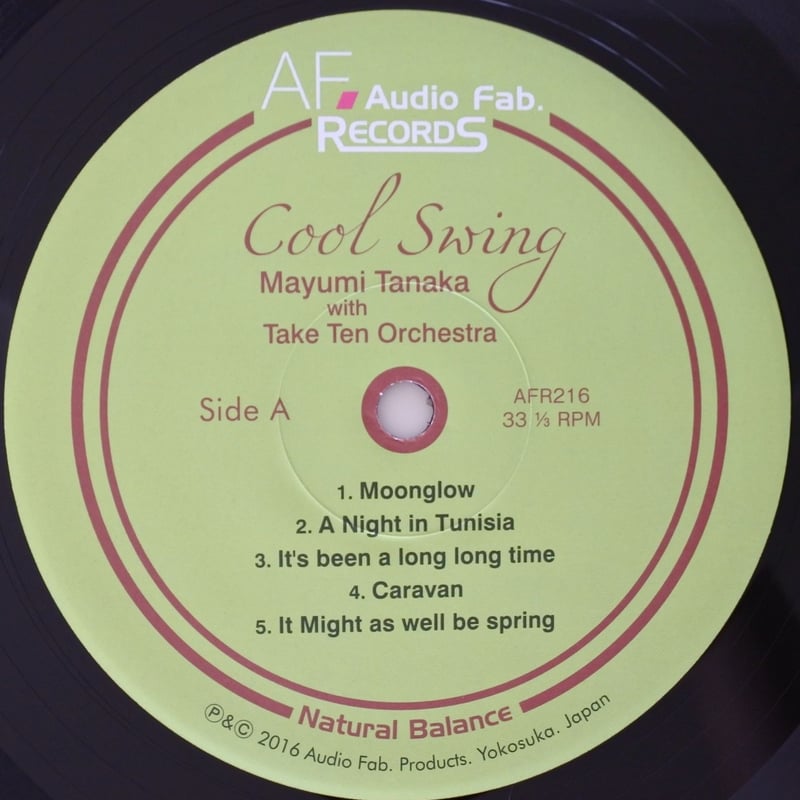 AF. Audio Fab.
RECORDS
Cool Swing
Mayumi Tanaka
with
Take Ten Orchestra
Side A
AFR216
33 ⅓ RPM
1. Moonglow
2. A Night in Tunisia
3. It's been a long long time
4. Caravan
5. It Might as well be spring
Natural Balance
Ⓟ&Ⓒ 2016 Audio Fab. Products. Yokosuka. Japan